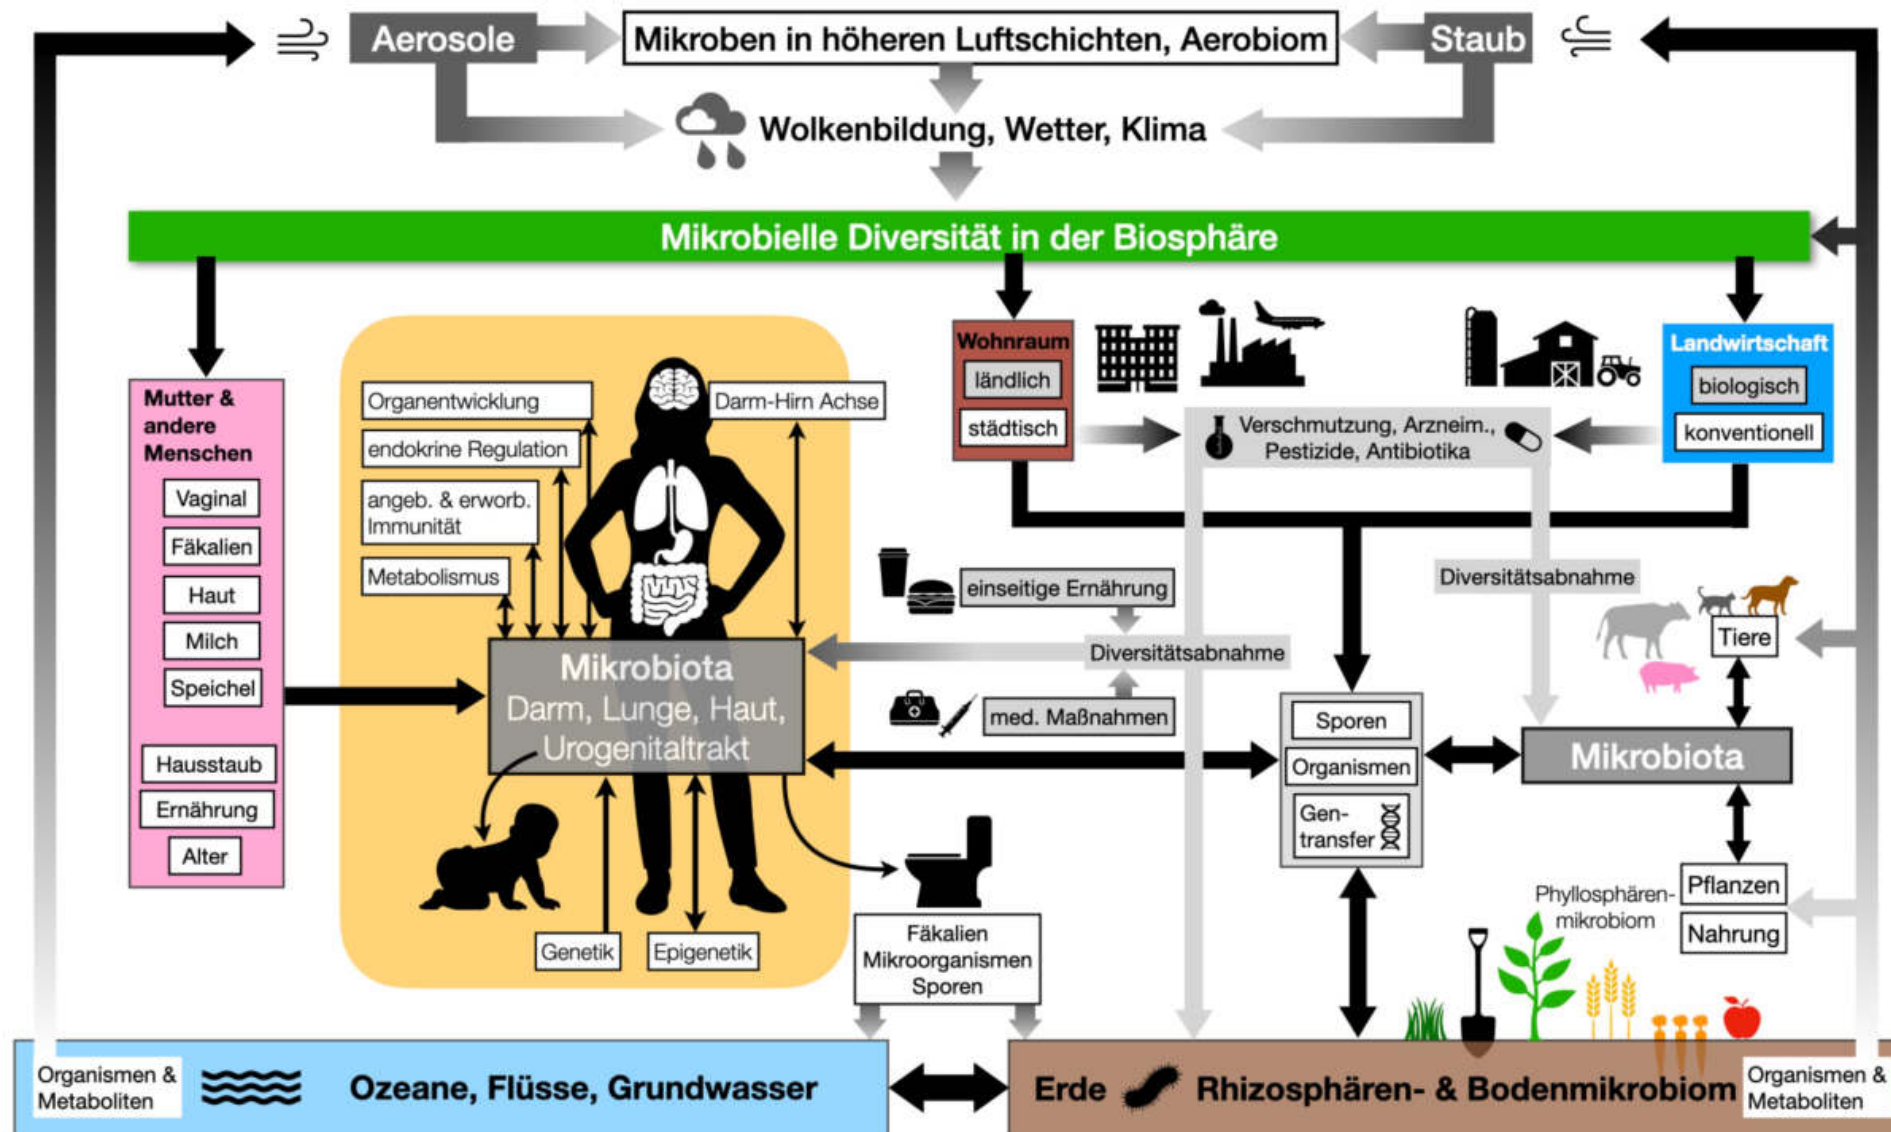 Aerosole
Mikroben in höheren Luftschichten, Aerobiom
Staub
Wolkenbildung, Wetter, Klima
Mikrobielle Diversität in der Biosphäre
Mutter &
andere
Menschen
Vaginal
Fäkalien
Haut
Milch
Speichel
Hausstaub
Ernährung
Alter
Organentwicklung
endokrine Regulation
angeb. & erworb.
Immunität
Metabolismus
Darm-Hirn Achse
Mikrobiota
Darm, Lunge, Haut,
Urogenitaltrakt
Genetik
Epigenetik
Wohnraum
ländlich
städtisch
Verschmutzung, Arzneim.,
Pestizide, Antibiotika
Landwirtschaft
biologisch
konventionell
einseitige Ernährung
Diversitätsabnahme
med. Maßnahmen
Diversitätsabnahme
Tiere
Sporen
Organismen
Gen-
transfer
Mikrobiota
Phyllosphären-
mikrobiom
Pflanzen
Nahrung
Fäkalien
Mikroorganismen
Sporen
Organismen &
Metaboliten
Ozeane, Flüsse, Grundwasser
Erde
Rhizosphären- & Bodenmikrobiom
Organismen &
Metaboliten